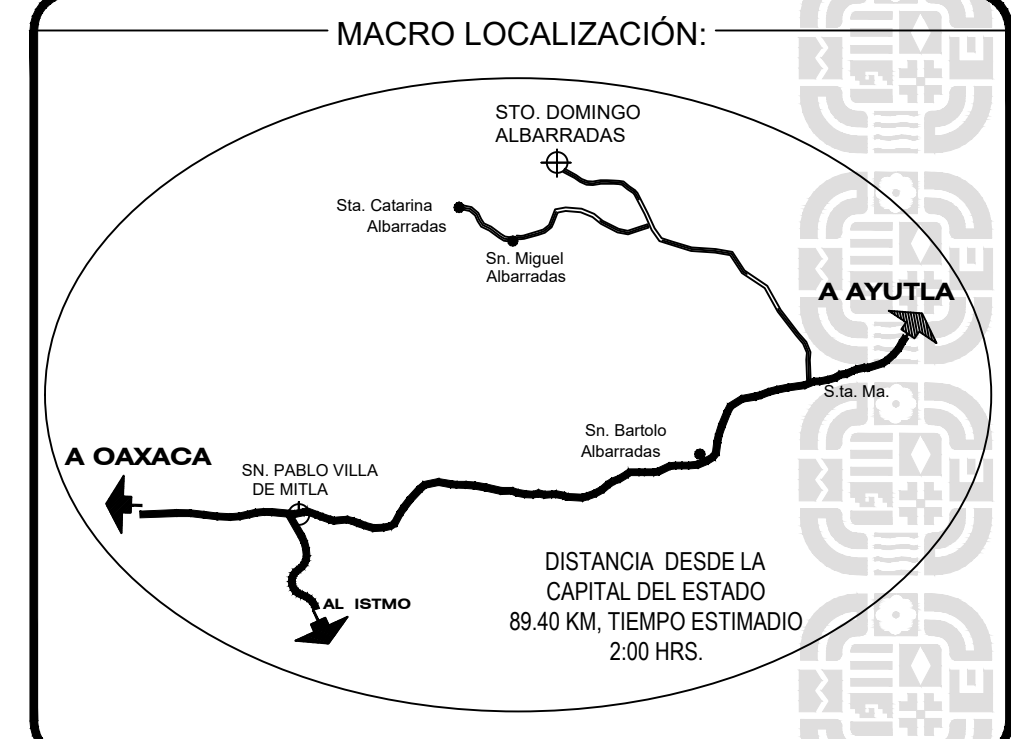 MACRO LOCALIZACIÓN:
STO. DOMINGO
ALBARRADAS
Sta. Catarina
Albarradas
Sn. Miguel
Albarradas
A AYUTLA
S.ta. Ma.
Sn. Bartolo
Albarradas
A OAXACA
SN. PABLO VILLA
DE MITLA
AL ISTMO
DISTANCIA DESDE LA
CAPITAL DEL ESTADO
89.40 KM, TIEMPO ESTIMADIO
2:00 HRS.